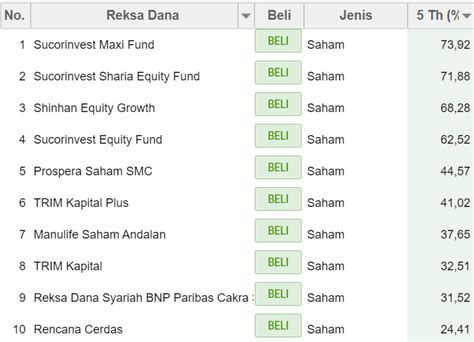 No. Reksa Dana Beli Jenis 5 Th (%
1 Sucorinvest Maxi Fund BELI Saham 73,92
2 Sucorinvest Sharia Equity Fund BELI Saham 71,88
3 Shinhan Equity Growth BELI Saham 68,28
4 Sucorinvest Equity Fund BELI Saham 62,52
5 Prospera Saham SMC BELI Saham 44,57
6 TRIM Kapital Plus BELI Saham 41,02
7 Manulife Saham Andalan BELI Saham 37,65
8 TRIM Kapital BELI Saham 32,51
9 Reksa Dana Syariah BNP Paribas Cakra BELI Saham 31,52
10 Rencana Cerdas BELI Saham 24,41